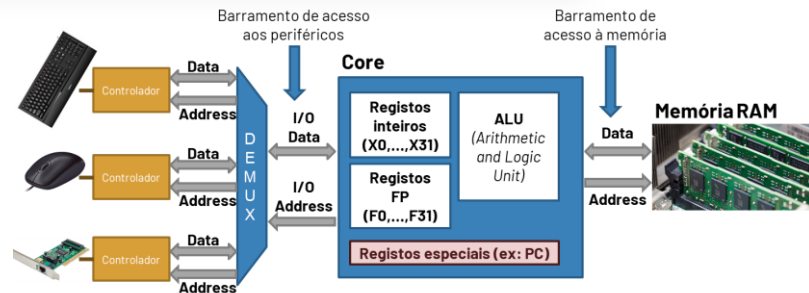 Barramento de acesso
aos periféricos
Barramento de
acesso à memória
Core
Controlador
Data
Address
Controlador
Data
Address
Controlador
Data
Address
DEMUX
I/O
Data
I/O
Address
Registos
inteiros
(X0,...,X31)
Registos
FP
(F0,...,F31)
ALU
(Arithmetic
and Logic
Unit)
Registos especiais (ex: PC)
Data
Address
Memória RAM